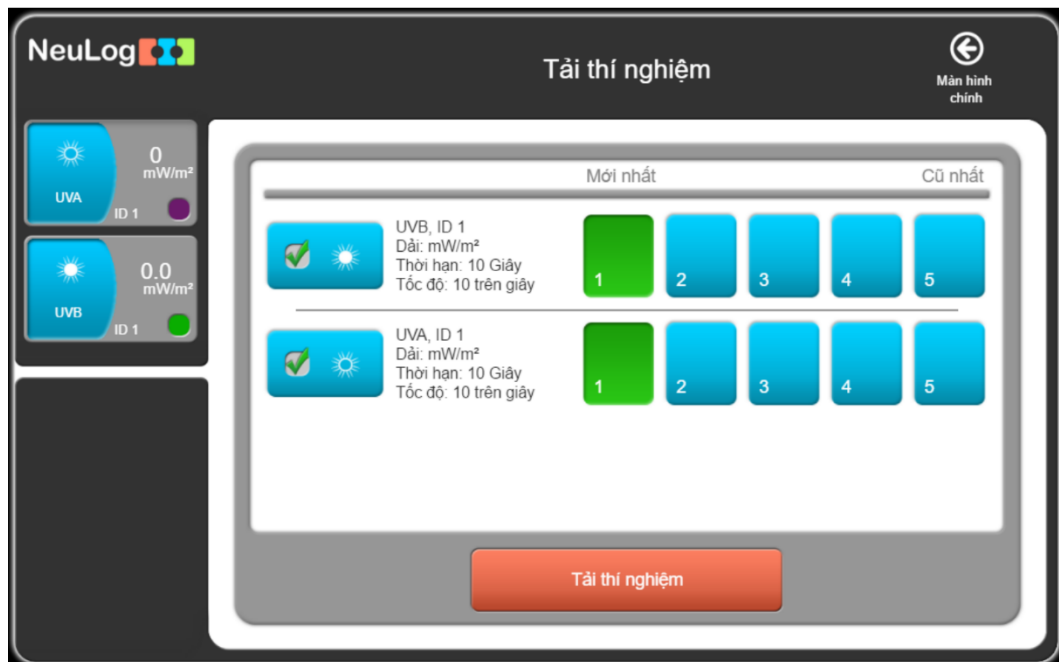 NeuLog
Tải thí nghiệm
Màn hình
chính
0
mW/m²
UVA
ID 1
0.0
mW/m²
UVB
ID 1
Mới nhất
Cũ nhất
UVB, ID 1
Dải: mW/m²
Thời hạn: 10 Giây
Tốc độ: 10 trên giây
1 2 3 4 5
UVA, ID 1
Dải: mW/m²
Thời hạn: 10 Giây
Tốc độ: 10 trên giây
1 2 3 4 5
Tải thí nghiệm